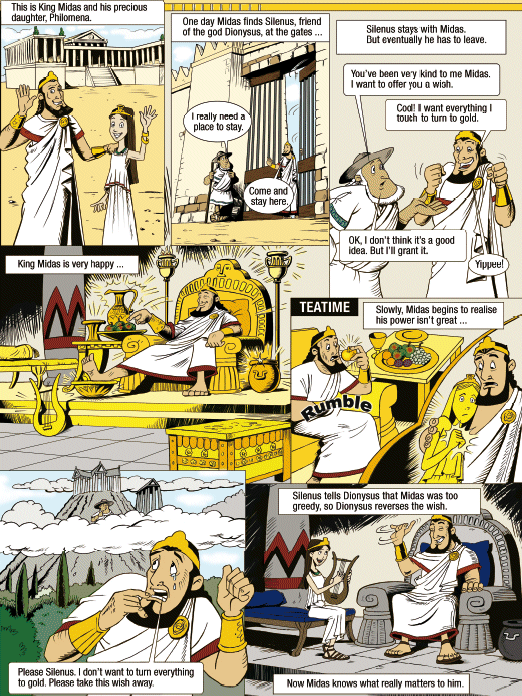 This is King Midas and his precious
daughter, Philomena.
One day Midas finds Silenus, friend
of the god Dionysus, at the gates ...
I really need a
place to stay.
Come and
stay here.
Silenus stays with Midas.
But eventually he has to leave.
You've been very kind to me Midas.
I want to offer you a wish.
Cool! I want everything I
touch to turn to gold.
OK, I don't think it's a good
idea. But I'll grant it.
Yippee!
King Midas is very happy ...
TEATIME
Slowly, Midas begins to realise
his power isn't great ...
Rumble
Please Silenus. I don't want to turn everything
to gold. Please take this wish away.
Silenus tells Dionysus that Midas was too
greedy, so Dionysus reverses the wish.
Now Midas knows what really matters to him.